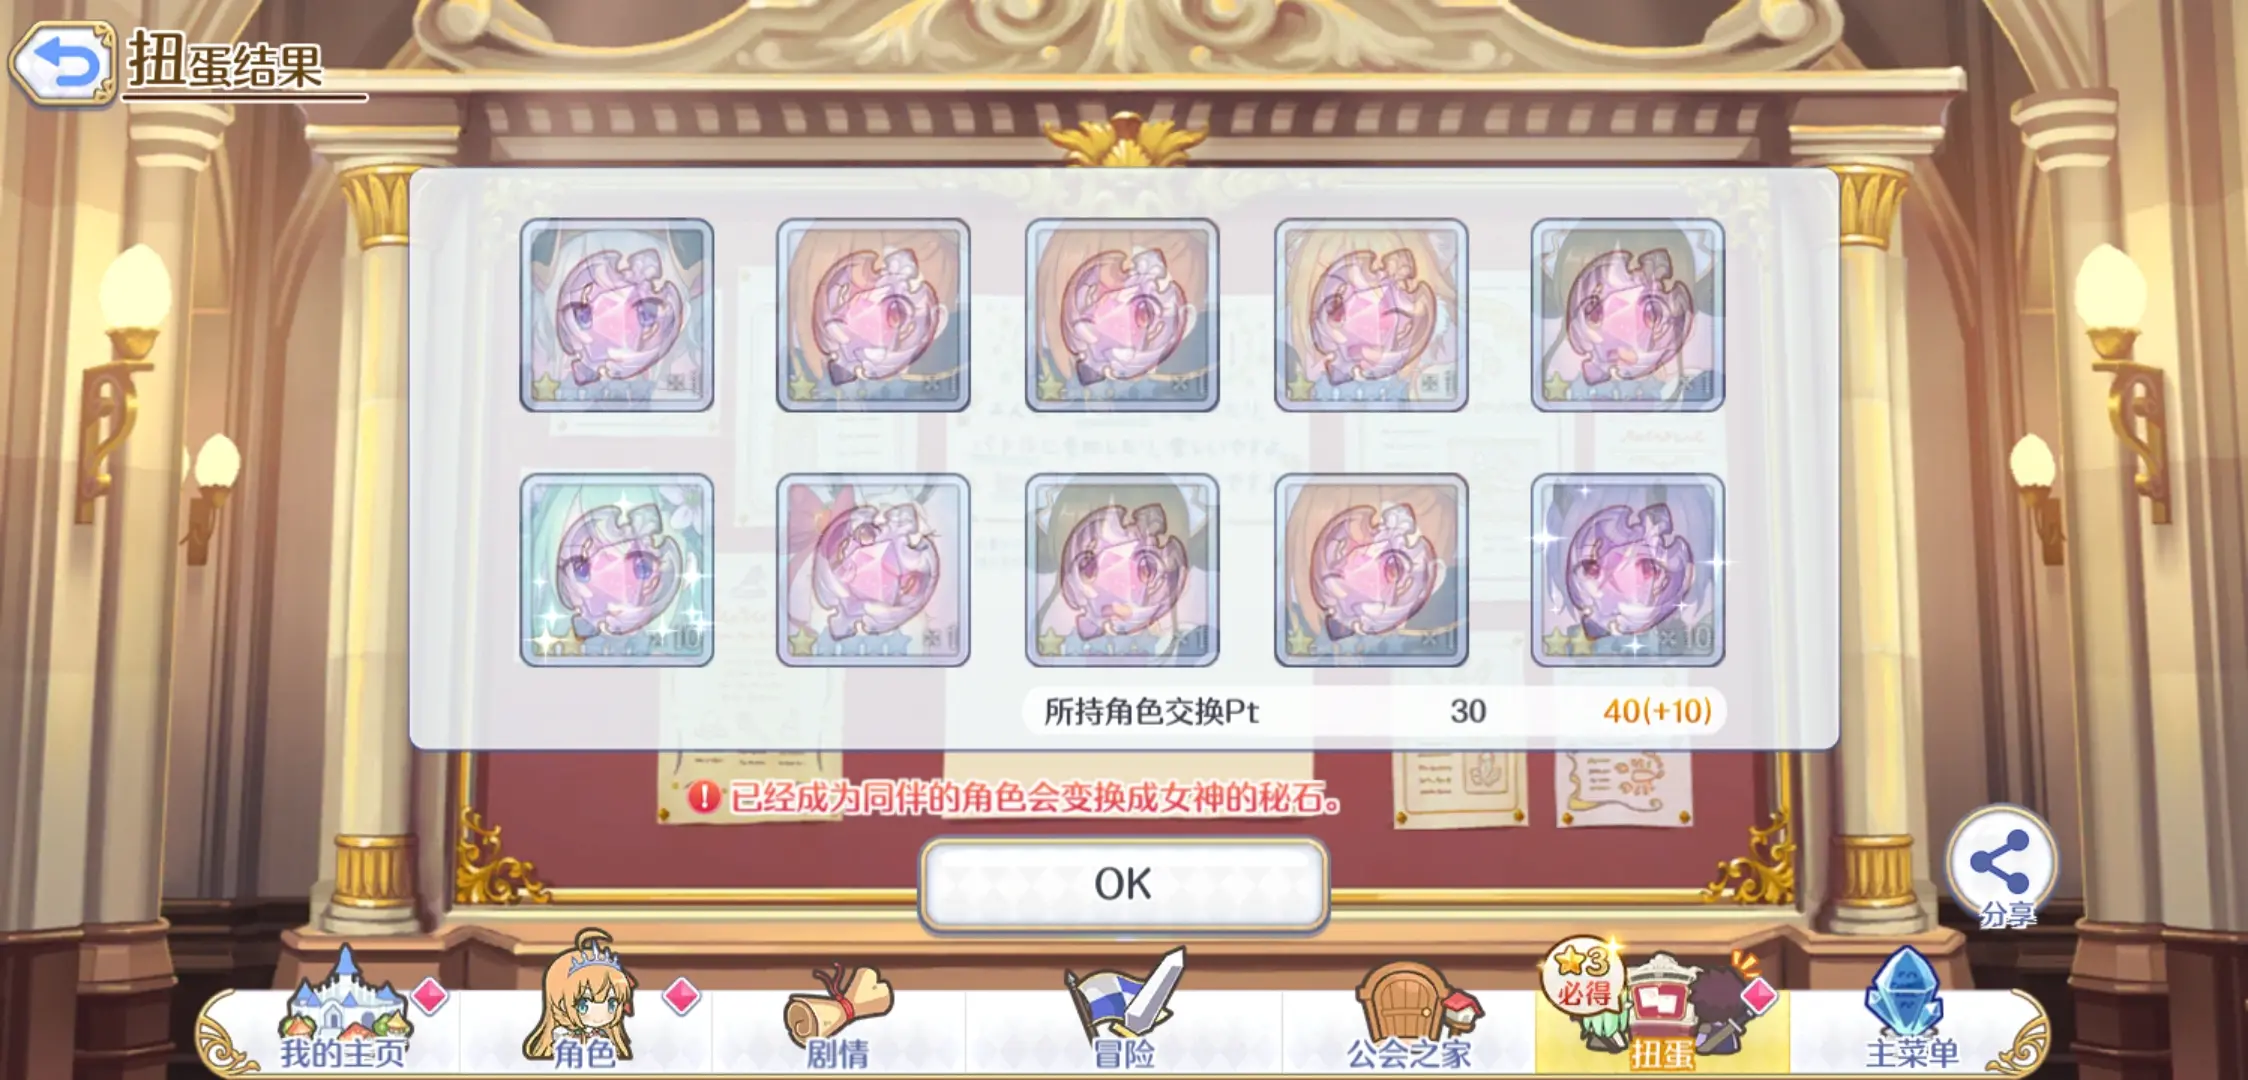 扭蛋结果
×1
×1
×1
×1
×1
×10
×1
×1
×1
×10
所持角色交换Pt 30 40(+10)
已经成为同伴的角色会变换成女神的秘石。
OK
分享
★3
必得
我的主页
角色
剧情
冒险
公会之家
扭蛋
主菜单